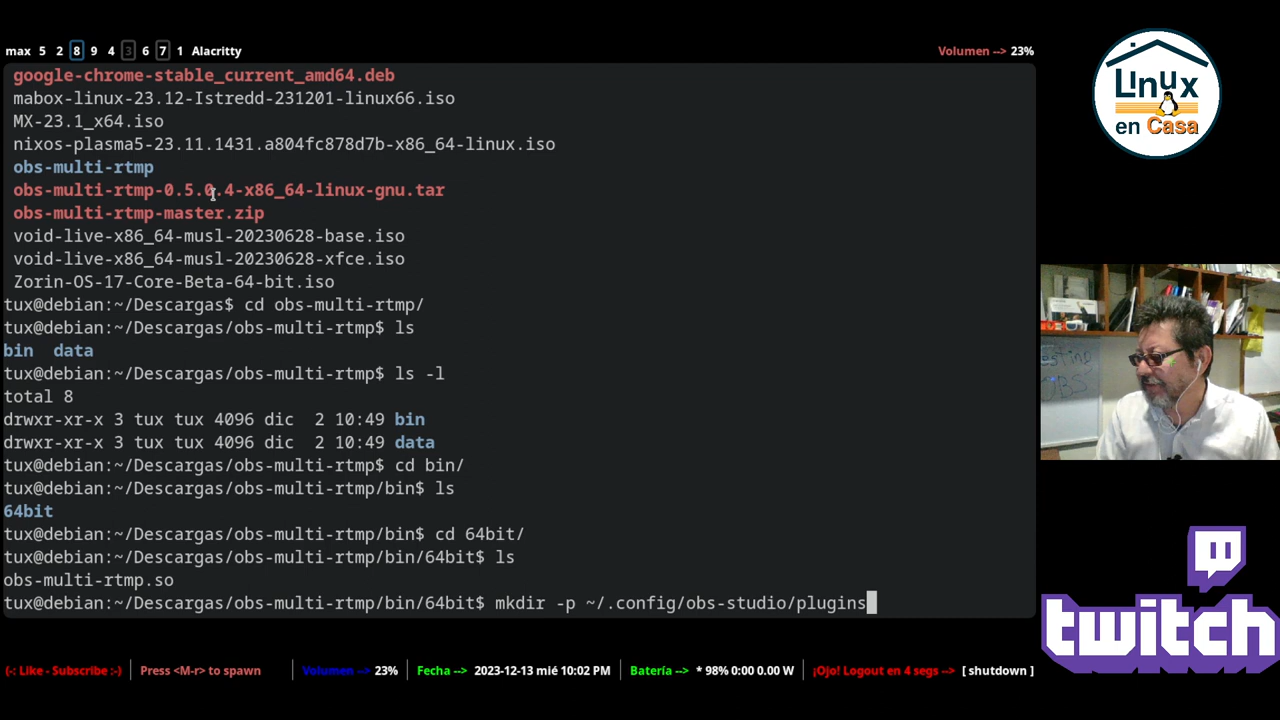 max 5 2 8 9 4 3 6 7 1 Alacritty
Volumen --> 23%
google-chrome-stable_current_amd64.deb
mabox-linux-23.12-Istredd-231201-linux66.iso
MX-23.1_x64.iso
nixos-plasma5-23.11.1431.a804fc878d7b-x86_64-linux.iso
obs-multi-rtmp
obs-multi-rtmp-0.5.0.4-x86_64-linux-gnu.tar
obs-multi-rtmp-master.zip
void-live-x86_64-musl-20230628-base.iso
void-live-x86_64-musl-20230628-xfce.iso
Zorin-OS-17-Core-Beta-64-bit.iso
tux@debian:~/Descargas$ cd obs-multi-rtmp/
tux@debian:~/Descargas/obs-multi-rtmp$ ls
bin  data
tux@debian:~/Descargas/obs-multi-rtmp$ ls -l
total 8
drwxr-xr-x 3 tux tux 4096 dic  2 10:49 bin
drwxr-xr-x 3 tux tux 4096 dic  2 10:49 data
tux@debian:~/Descargas/obs-multi-rtmp$ cd bin/
tux@debian:~/Descargas/obs-multi-rtmp/bin$ ls
64bit
tux@debian:~/Descargas/obs-multi-rtmp/bin$ cd 64bit/
tux@debian:~/Descargas/obs-multi-rtmp/bin/64bit$ ls
obs-multi-rtmp.so
tux@debian:~/Descargas/obs-multi-rtmp/bin/64bit$ mkdir -p ~/.config/obs-studio/plugins
(-: Like - Subscribe :-) Press <M-r> to spawn Volumen --> 23% Fecha --> 2023-12-13 mié 10:02 PM Batería --> * 98% 0:00 0.00 W ¡Ojo! Logout en 4 segs --> [ shutdown ]
Linux
en Casa
OBS
twitch